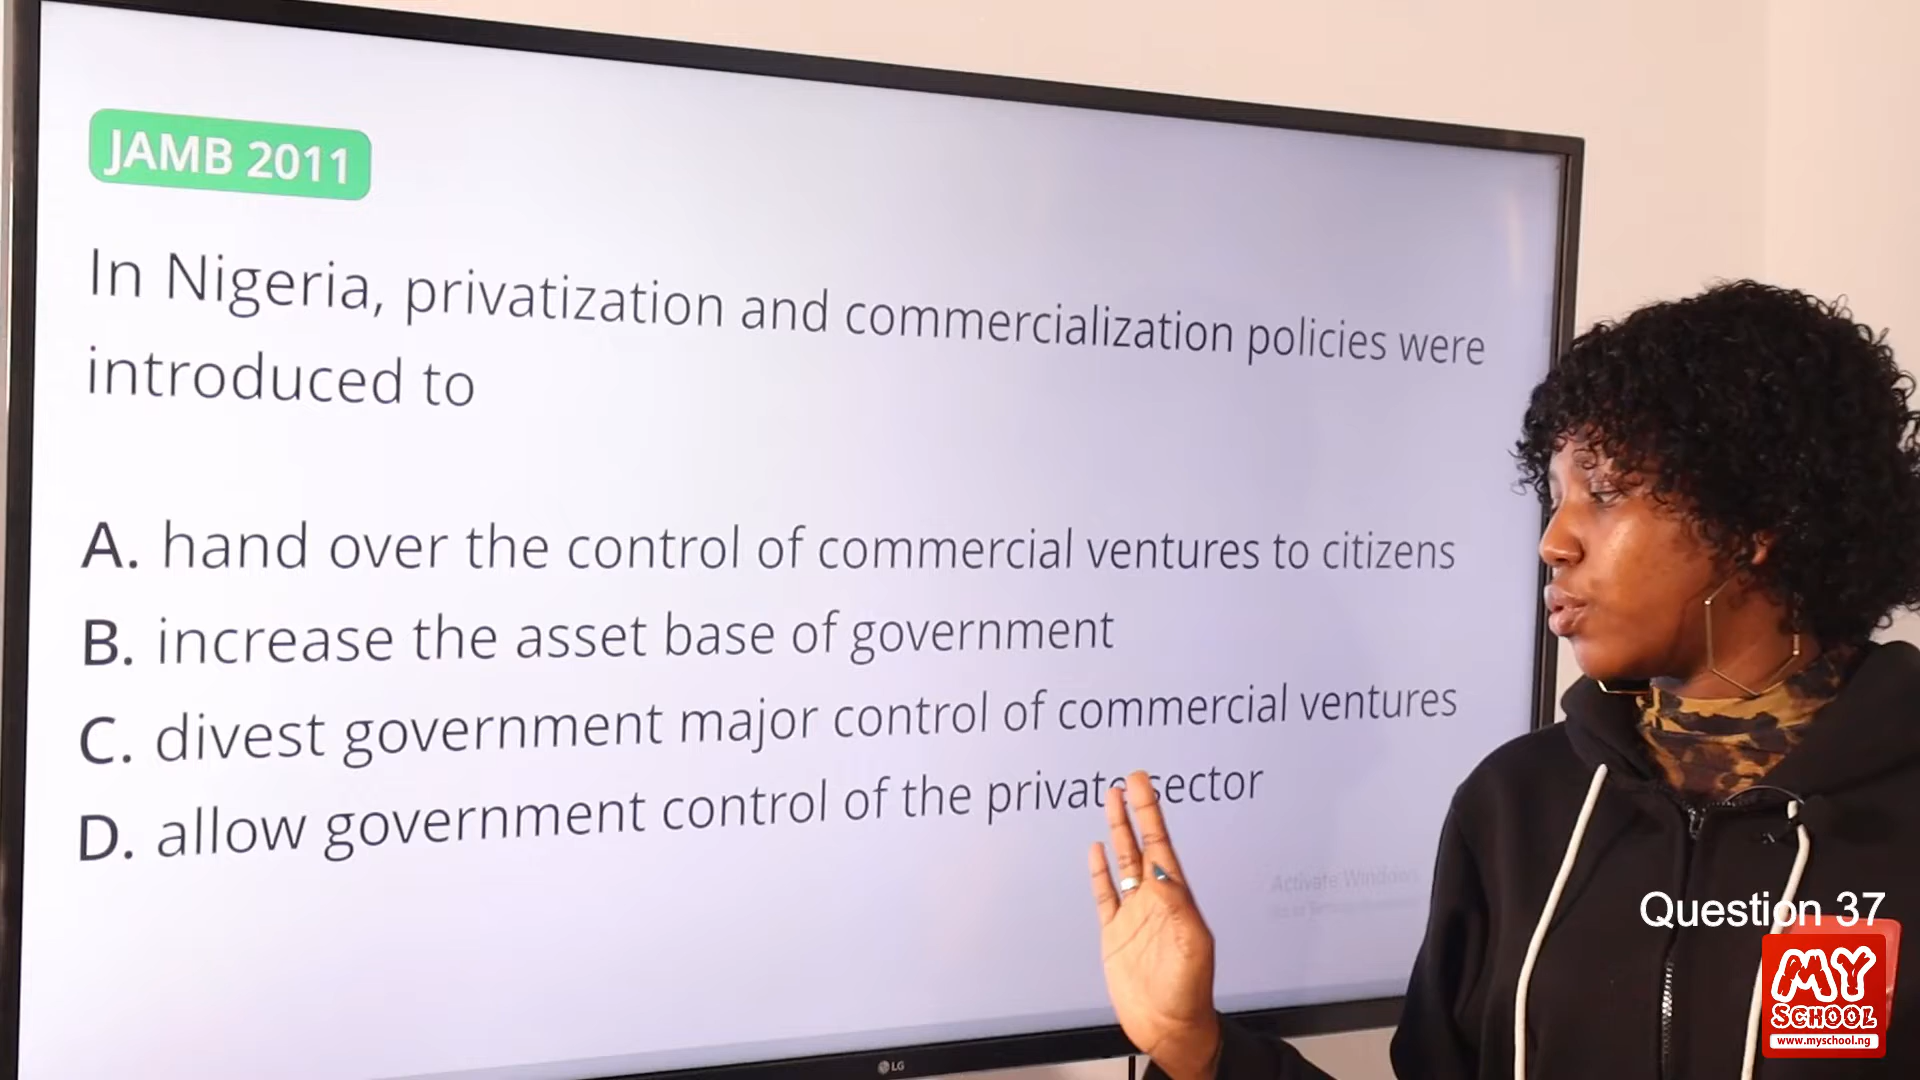 JAMB 2011
In Nigeria, privatization and commercialization policies were
introduced to
A. hand over the control of commercial ventures to citizens
B. increase the asset base of government
C. divest government major control of commercial ventures
D. allow government control of the private sector
Activate Windows
Question 37
MY
SCHOOL
www.myschool.ng
LG